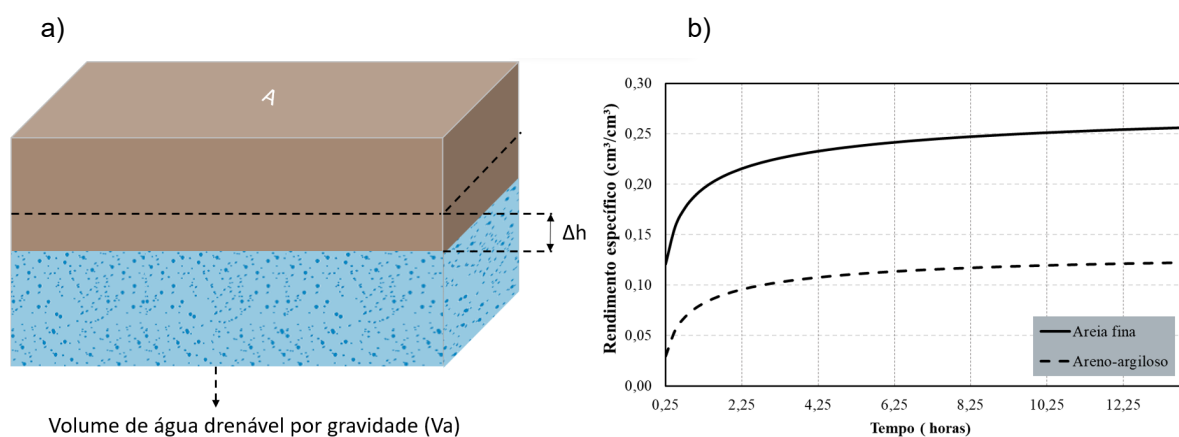 a)
A
Δh
Volume de água drenável por gravidade (Va)
b)
Rendimento específico (cm³/cm³)
0,30
0,25
0,20
0,15
0,10
0,05
0,00
Areia fina
Areno-argiloso
0,25 2,25 4,25 6,25 8,25 10,25 12,25
Tempo ( horas)